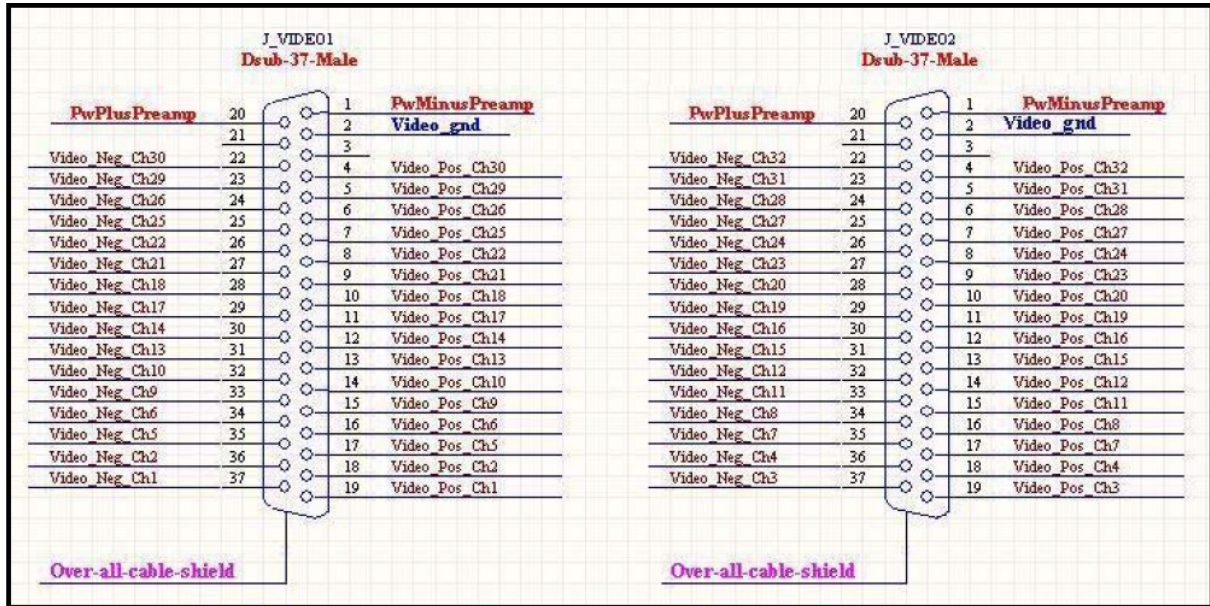 J_VIDEO1
Dsub-37-Male
PwPlusPreamp 20 1 PwMinusPreamp
21 2 Video_gnd
Video_Neg_Ch30 22 3
Video_Neg_Ch29 23 4 Video_Pos_Ch30
Video_Neg_Ch26 24 5 Video_Pos_Ch29
Video_Neg_Ch25 25 6 Video_Pos_Ch26
Video_Neg_Ch22 26 7 Video_Pos_Ch25
Video_Neg_Ch21 27 8 Video_Pos_Ch22
Video_Neg_Ch18 28 9 Video_Pos_Ch21
Video_Neg_Ch17 29 10 Video_Pos_Ch18
Video_Neg_Ch14 30 11 Video_Pos_Ch17
Video_Neg_Ch13 31 12 Video_Pos_Ch14
Video_Neg_Ch10 32 13 Video_Pos_Ch13
Video_Neg_Ch9 33 14 Video_Pos_Ch10
Video_Neg_Ch6 34 15 Video_Pos_Ch9
Video_Neg_Ch5 35 16 Video_Pos_Ch6
Video_Neg_Ch2 36 17 Video_Pos_Ch5
Video_Neg_Ch1 37 18 Video_Pos_Ch2
19 Video_Pos_Ch1
Over-all-cable-shield
J_VIDEO2
Dsub-37-Male
PwPlusPreamp 20 1 PwMinusPreamp
21 2 Video_gnd
Video_Neg_Ch32 22 3
Video_Neg_Ch31 23 4 Video_Pos_Ch32
Video_Neg_Ch28 24 5 Video_Pos_Ch31
Video_Neg_Ch27 25 6 Video_Pos_Ch28
Video_Neg_Ch24 26 7 Video_Pos_Ch27
Video_Neg_Ch23 27 8 Video_Pos_Ch24
Video_Neg_Ch20 28 9 Video_Pos_Ch23
Video_Neg_Ch19 29 10 Video_Pos_Ch20
Video_Neg_Ch16 30 11 Video_Pos_Ch19
Video_Neg_Ch15 31 12 Video_Pos_Ch16
Video_Neg_Ch12 32 13 Video_Pos_Ch15
Video_Neg_Ch11 33 14 Video_Pos_Ch12
Video_Neg_Ch8 34 15 Video_Pos_Ch11
Video_Neg_Ch7 35 16 Video_Pos_Ch8
Video_Neg_Ch4 36 17 Video_Pos_Ch7
Video_Neg_Ch3 37 18 Video_Pos_Ch4
19 Video_Pos_Ch3
Over-all-cable-shield